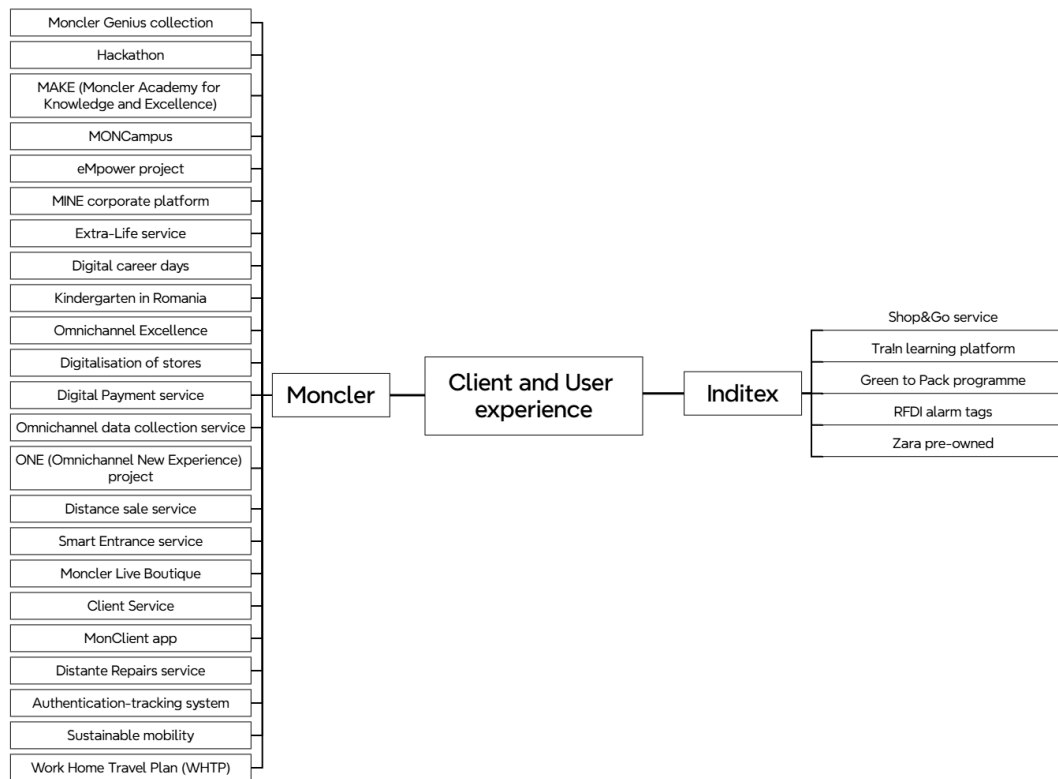 Moncler Genius collection
Hackathon
MAKE (Moncler Academy for
Knowledge and Excellence)
MONCampus
eMpower project
MINE corporate platform
Extra-Life service
Digital career days
Kindergarten in Romania
Omnichannel Excellence
Digitalisation of stores
Digital Payment service
Omnichannel data collection service
ONE (Omnichannel New Experience)
project
Distance sale service
Smart Entrance service
Moncler Live Boutique
Client Service
MonClient app
Distante Repairs service
Authentication-tracking system
Sustainable mobility
Work Home Travel Plan (WHTP)
Moncler
Client and User
experience
Inditex
Shop&Go service
Tra!n learning platform
Green to Pack programme
RFDI alarm tags
Zara pre-owned